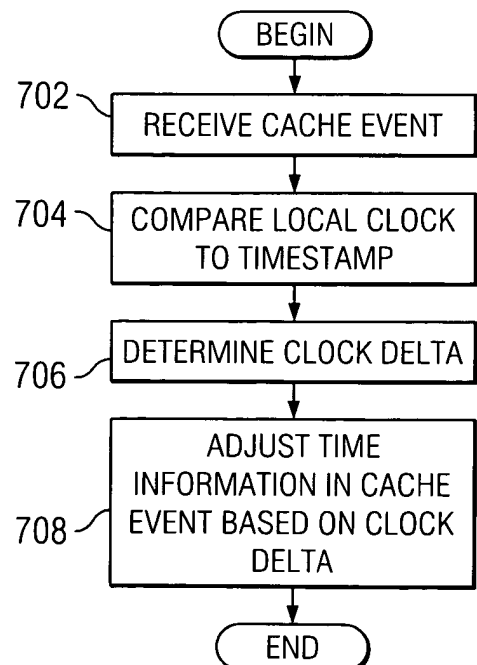 BEGIN
702
RECEIVE CACHE EVENT
704
COMPARE LOCAL CLOCK
TO TIMESTAMP
706
DETERMINE CLOCK DELTA
708
ADJUST TIME
INFORMATION IN CACHE
EVENT BASED ON CLOCK
DELTA
END